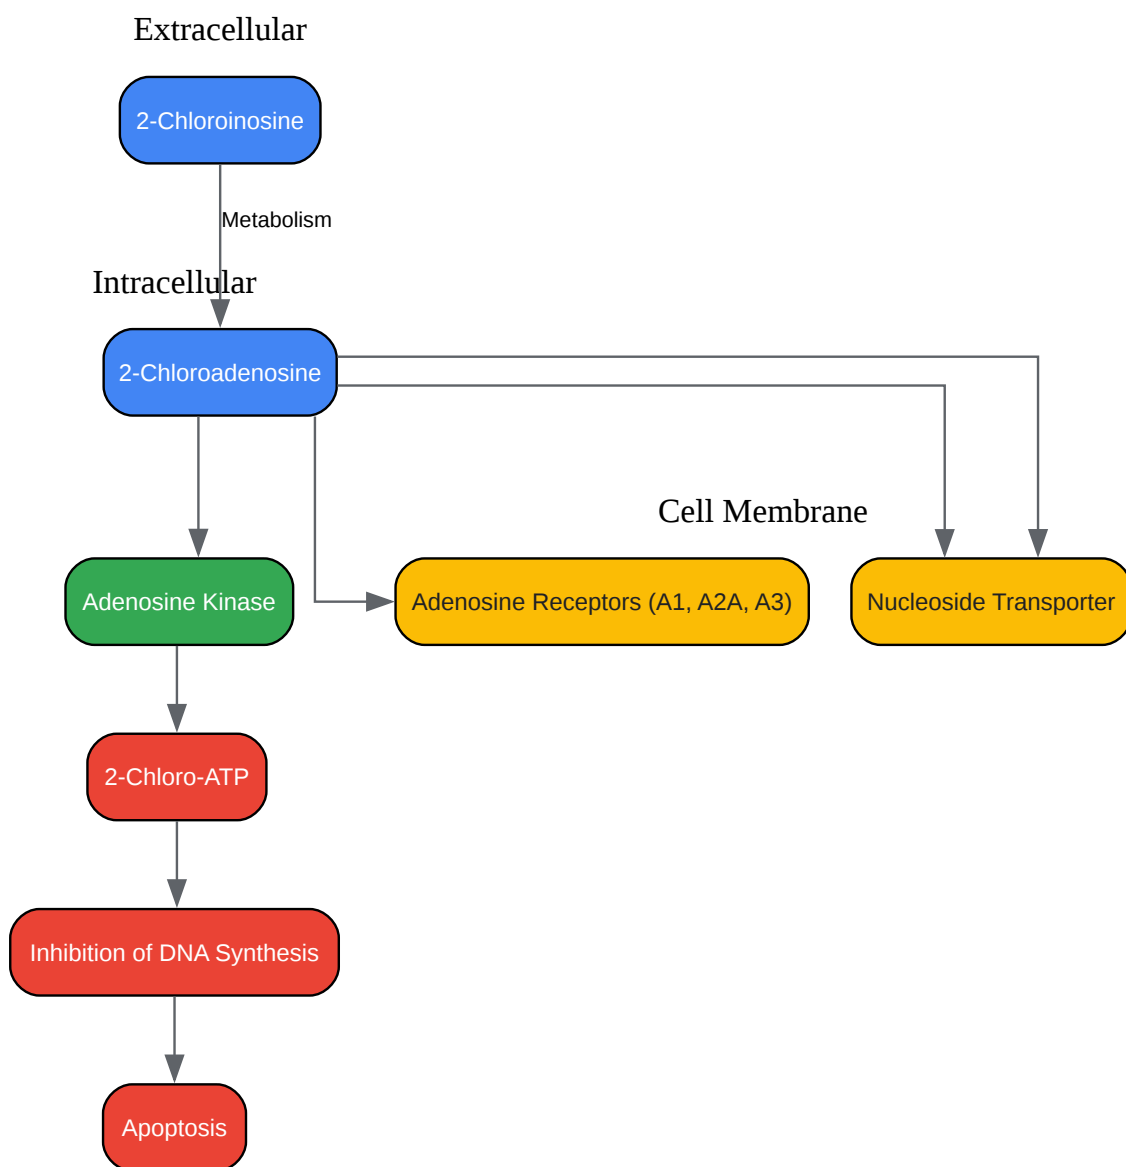 Extracellular
2-Chloroinosine
Metabolism
Intracellular
2-Chloroadenosine
Cell Membrane
Adenosine Kinase
Adenosine Receptors (A1, A2A, A3)
Nucleoside Transporter
2-Chloro-ATP
Inhibition of DNA Synthesis
Apoptosis